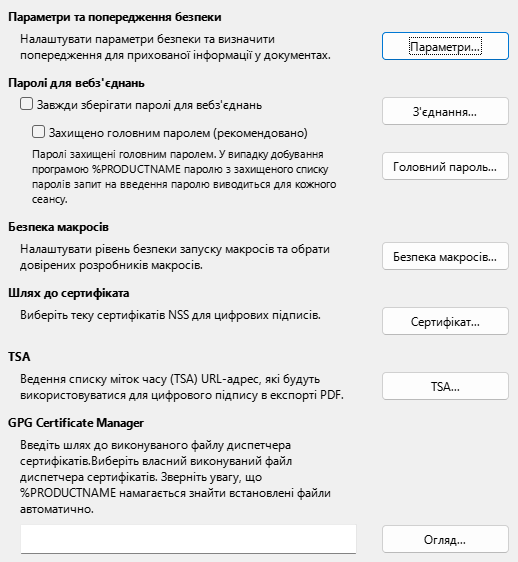 Параметри та попередження безпеки
Налаштувати параметри безпеки та визначити
попередження для прихованої інформації у документах.
Параметри...
Паролі для вебз'єднань
Завжди зберігати паролі для вебз'єднань
З'єднання...
Захищено головним паролем (рекомендовано)
Паролі захищені головним паролем. У випадку добування
програмою %PRODUCTNAME паролю з захищеного списку
паролів запит на введення паролю виводиться для кожного
сеансу.
Головний пароль...
Безпека макросів
Налаштувати рівень безпеки запуску макросів та обрати
довірених розробників макросів.
Безпека макросів...
Шлях до сертифіката
Виберіть теку сертифікатів NSS для цифрових підписів.
Сертифікат...
TSA
Ведення списку міток часу (TSA) URL-адрес, які будуть
використовуватися для цифрового підпису в експорті PDF.
TSA...
GPG Certificate Manager
Введіть шлях до виконуваного файлу диспетчера
сертифікатів.Виберіть власний виконуваний файл
диспетчера сертифікатів. Зверніть увагу, що
%PRODUCTNAME намагається знайти встановлені файли
автоматично.
Огляд...